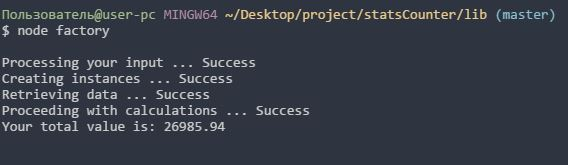 Пользователь@user-pc MINGW64 ~/Desktop/project/statsCounter/lib (master)
$ node factory
Processing your input ... Success
Creating instances ... Success
Retrieving data ... Success
Proceeding with calculations ... Success
Your total value is: 26985.94